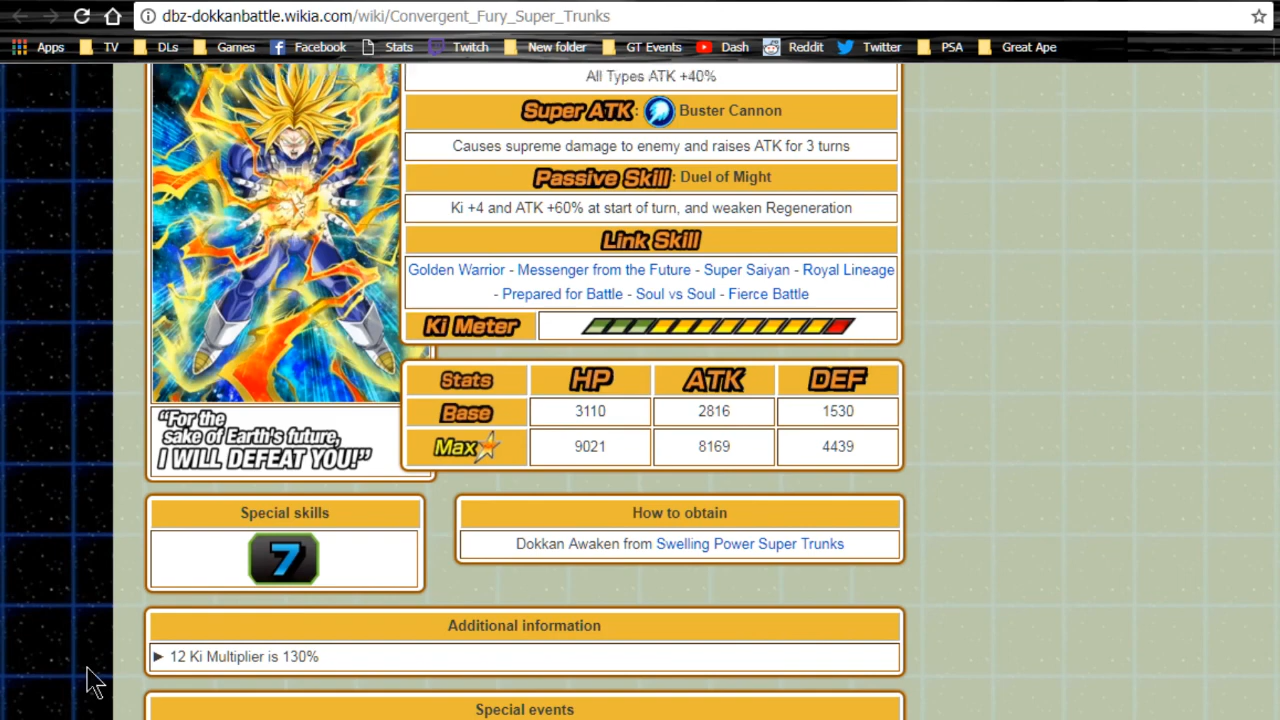 dbz-dokkanbattle.wikia.com/wiki/Convergent_Fury_Super_Trunks
Apps TV DLs Games Facebook Stats Twitch New folder GT Events Dash Reddit Twitter PSA Great Ape
All Types ATK +40%
Super ATK: Buster Cannon
Causes supreme damage to enemy and raises ATK for 3 turns
Passive Skill: Duel of Might
Ki +4 and ATK +60% at start of turn, and weaken Regeneration
Link Skill
Golden Warrior - Messenger from the Future - Super Saiyan - Royal Lineage
- Prepared for Battle - Soul vs Soul - Fierce Battle
Ki Meter
Stats HP ATK DEF
Base 3110 2816 1530
Max 9021 8169 4439
"For the
sake of Earth's future,
I WILL DEFEAT YOU!"
Special skills
7
How to obtain
Dokkan Awaken from Swelling Power Super Trunks
Additional information
► 12 Ki Multiplier is 130%
Special events